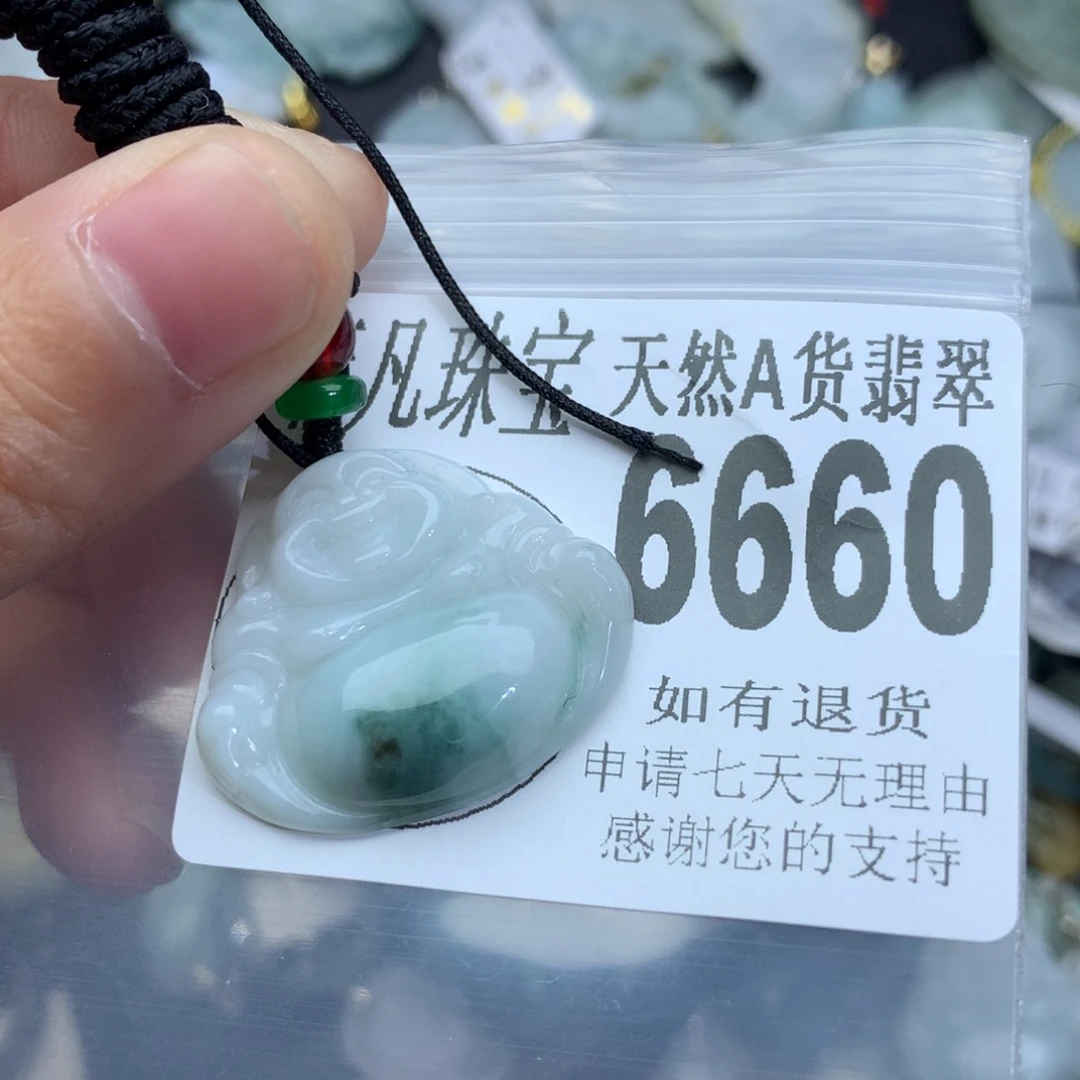 凡珠宝 天然A货翡翠
6660
如有退货
申请七天无理由
感谢您的支持